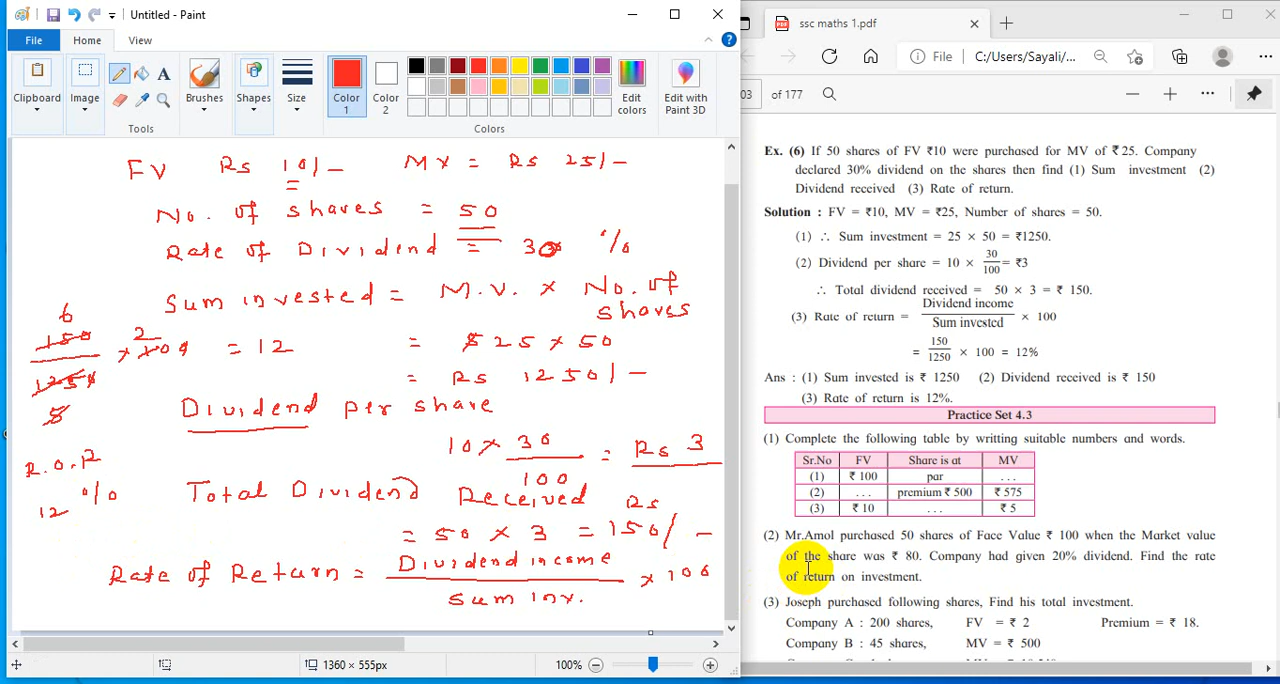 Untitled - Paint
File Home View
Clipboard
Image
Tools
Brushes
Shapes
Size
Color 1
Color 2
Colors
Edit colors
Edit with Paint 3D
FV Rs 10/- MV = Rs 25/-
No. of shares = 50
Rate of Dividend = 30 %
Sum invested = M.V. × No. of shares
= 25 × 50
= Rs 1250/-
150/1250 × 100 = 12
6
2
5
Dividend per share
10 × 30/100 = Rs 3
R.O.R
12 %
Total Dividend Received Rs
= 50 × 3 = 150/-
Rate of Return = Dividend income / sum inv. × 100
1360 × 555px
100%
ssc maths 1.pdf
File C:/Users/Sayali/...
03 of 177
Ex. (6) If 50 shares of FV ₹10 were purchased for MV of ₹25. Company
declared 30% dividend on the shares then find (1) Sum investment (2)
Dividend received (3) Rate of return.
Solution : FV = ₹10, MV = ₹25, Number of shares = 50.
(1) ∴ Sum investment = 25 × 50 = ₹1250.
(2) Dividend per share = 10 × 30/100 = ₹3
∴ Total dividend received = 50 × 3 = ₹ 150.
(3) Rate of return = Dividend income / Sum invested × 100
= 150/1250 × 100 = 12%
Ans : (1) Sum invested is ₹ 1250 (2) Dividend received is ₹ 150
(3) Rate of return is 12%.
Practice Set 4.3
(1) Complete the following table by writting suitable numbers and words.
Sr.No FV Share is at MV
(1) ₹ 100 par ...
(2) ... premium ₹ 500 ₹ 575
(3) ₹ 10 ... ₹ 5
(2) Mr.Amol purchased 50 shares of Face Value ₹ 100 when the Market value
of the share was ₹ 80. Company had given 20% dividend. Find the rate
of return on investment.
(3) Joseph purchased following shares, Find his total investment.
Company A : 200 shares, FV = ₹ 2 Premium = ₹ 18.
Company B : 45 shares, MV = ₹ 500